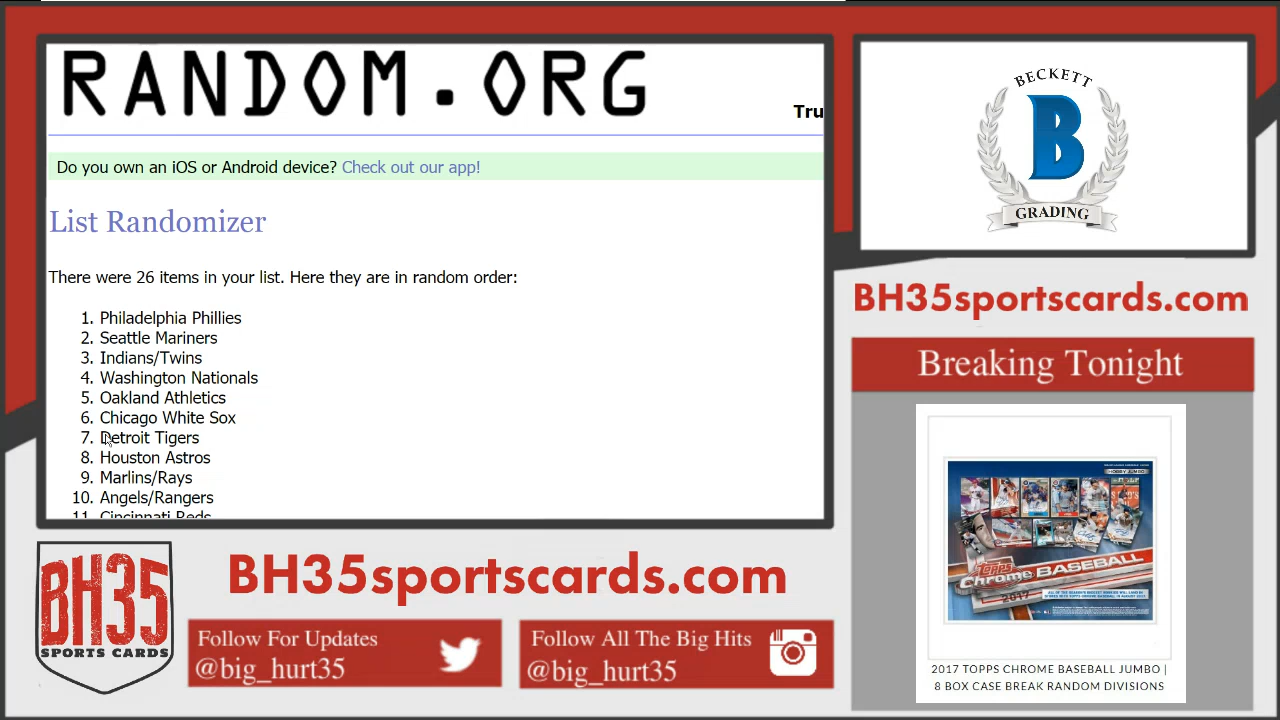 RANDOM.ORG
Tru
Do you own an iOS or Android device? Check out our app!
List Randomizer
There were 26 items in your list. Here they are in random order:
1. Philadelphia Phillies
2. Seattle Mariners
3. Indians/Twins
4. Washington Nationals
5. Oakland Athletics
6. Chicago White Sox
7. Detroit Tigers
8. Houston Astros
9. Marlins/Rays
10. Angels/Rangers
11. Cincinnati Reds
BECKETT
B
GRADING
BH35sportscards.com
Breaking Tonight
Topps
Chrome BASEBALL
2017
2017 TOPPS CHROME BASEBALL JUMBO |
8 BOX CASE BREAK RANDOM DIVISIONS
BH35
SPORTS CARDS
BH35sportscards.com
Follow For Updates
@big_hurt35
Follow All The Big Hits
@big_hurt35